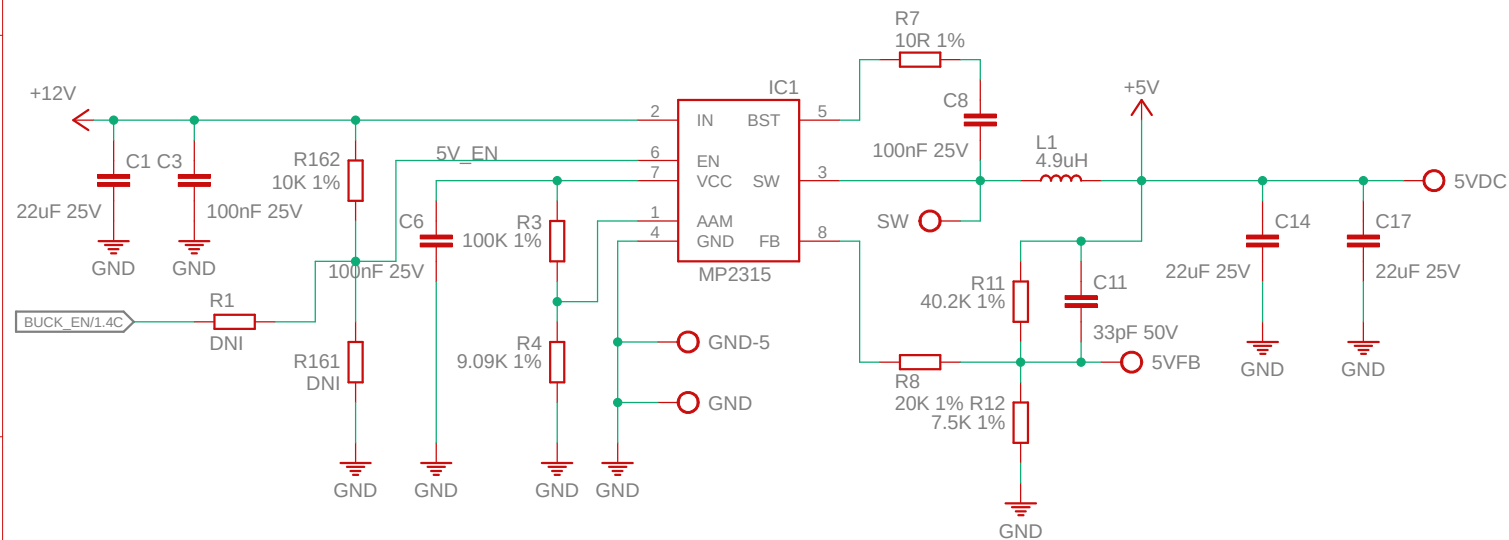 R7
10R 1%
+12V
IC1
+5V
2
IN
BST
5
C8
100nF 25V
L1
4.9uH
C1
C3
22uF 25V
100nF 25V
R162
10K 1%
5V_EN
6
EN
7
VCC
SW
3
5VDC
C6
100nF 25V
R3
100K 1%
1
AAM
4
GND
FB
8
MP2315
SW
C14
22uF 25V
C17
22uF 25V
GND
GND
R11
40.2K 1%
C11
33pF 50V
BUCK_EN/1.4C
R1
DNI
R161
DNI
R4
9.09K 1%
GND-5
GND
R8
20K 1%
R12
7.5K 1%
5VFB
GND
GND
GND
GND
GND
GND
GND